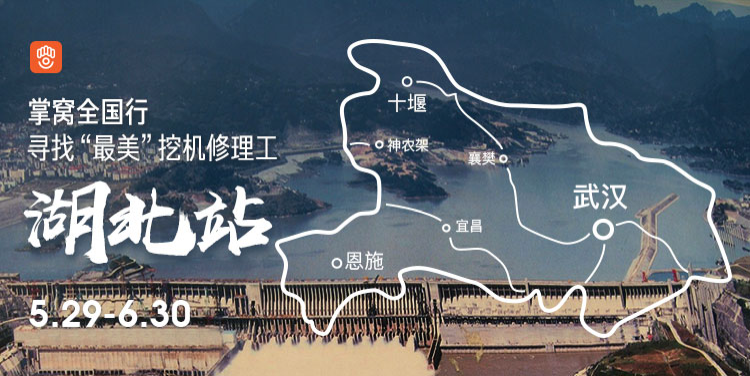 掌窝全国行
寻找“最美”挖机修理工
湖北站
5.29-6.30
十堰
神农架
襄樊
武汉
宜昌
恩施